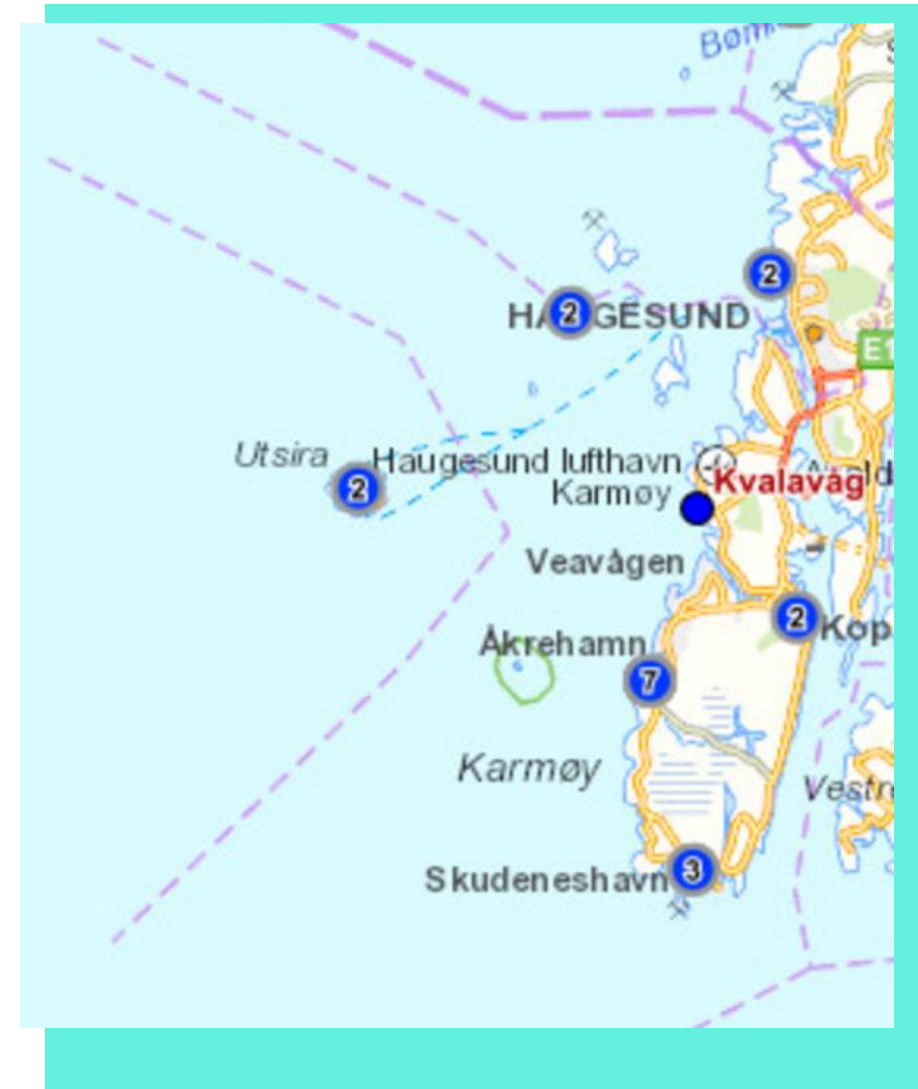 Bøm
2
2
HAUGESUND
E1
Utsira
2
Haugesund lufthavn
Karmøy
Kvalavåg
Veavågen
2
Kop
Åkrehamn
7
Karmøy
Vestr
Skudeneshavn
3